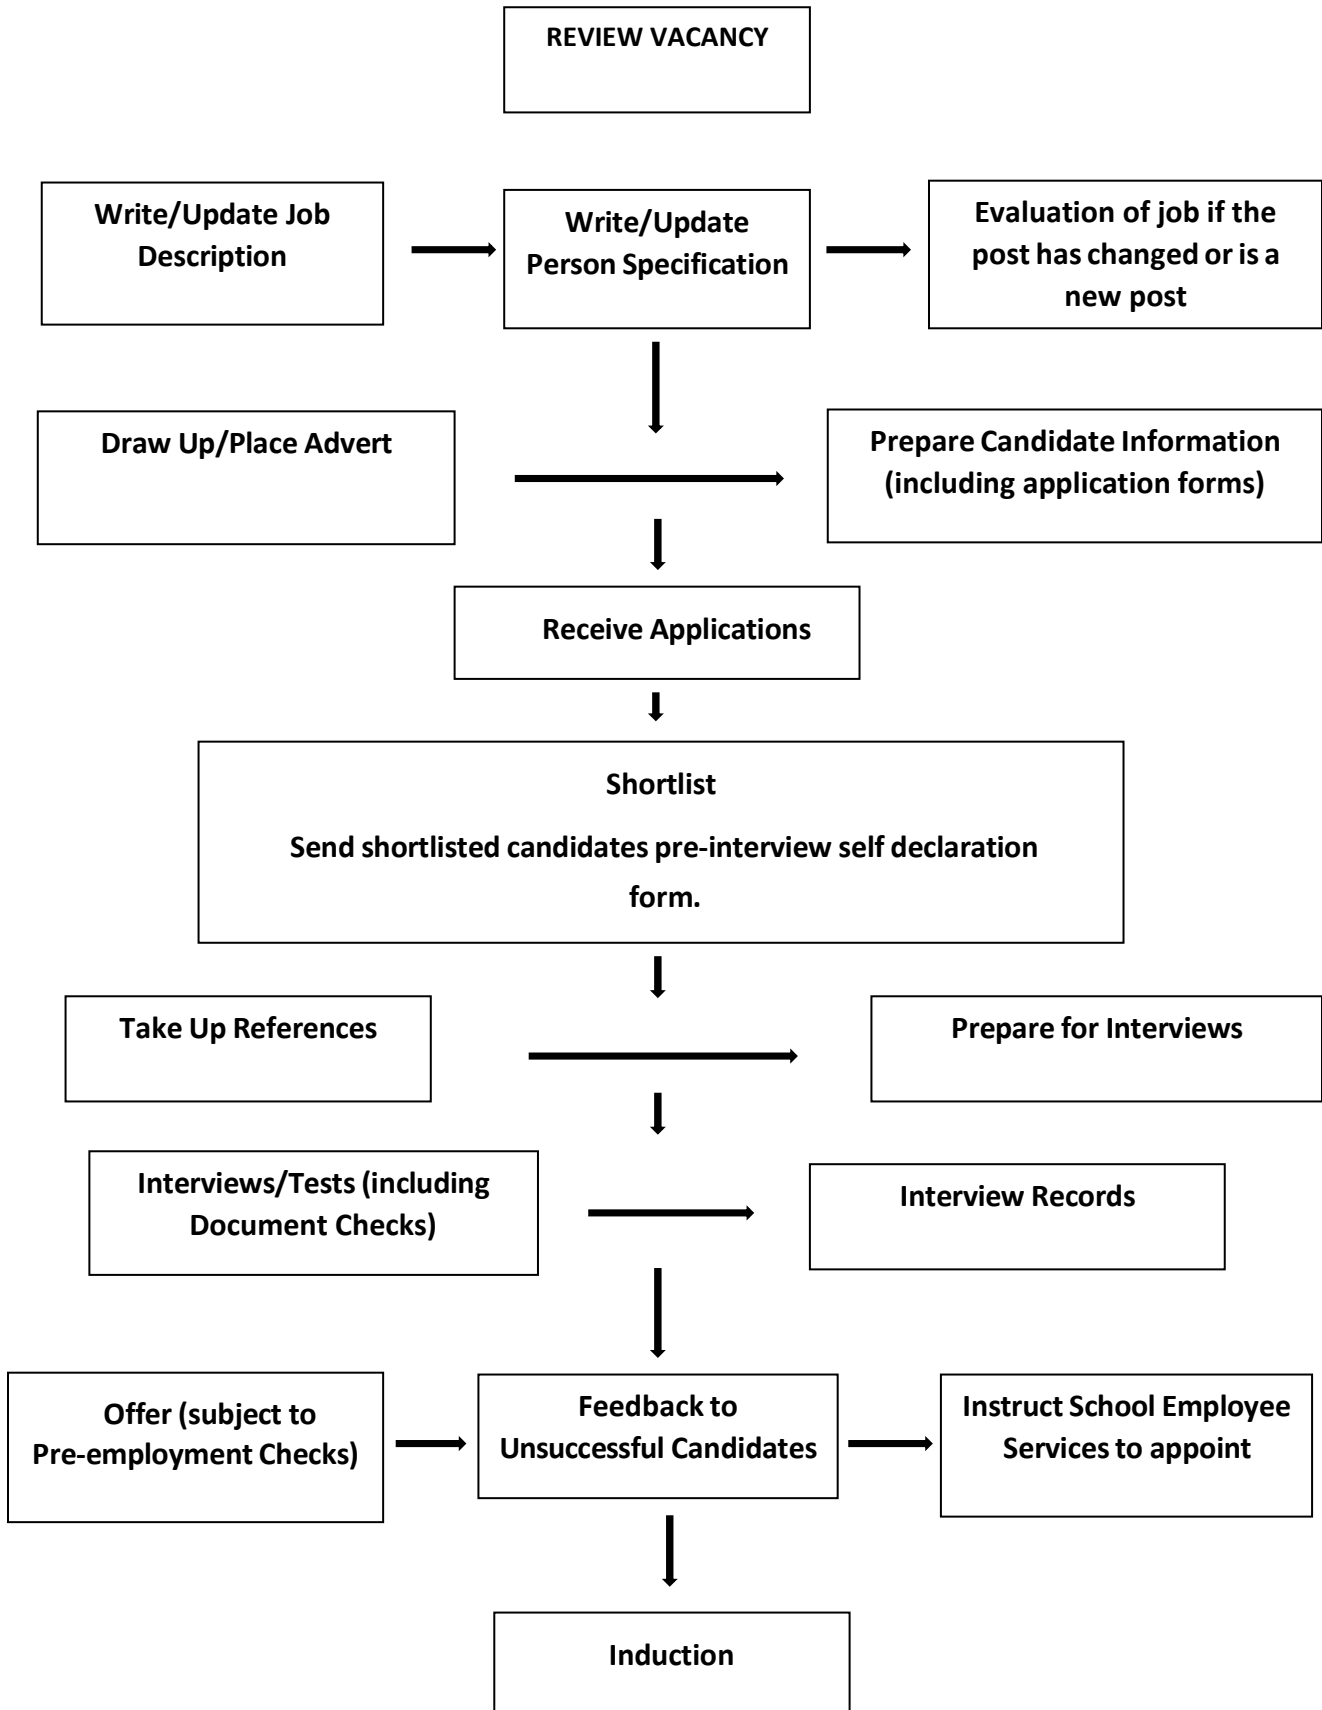 REVIEW VACANCY
Write/Update Job
Description
Write/Update
Person Specification
Evaluation of job if the
post has changed or is a
new post
Draw Up/Place Advert
Prepare Candidate Information
(including application forms)
Receive Applications
Shortlist
Send shortlisted candidates pre-interview self declaration
form.
Take Up References
Prepare for Interviews
Interviews/Tests (including
Document Checks)
Interview Records
Offer (subject to
Pre-employment Checks)
Feedback to
Unsuccessful Candidates
Instruct School Employee
Services to appoint
Induction